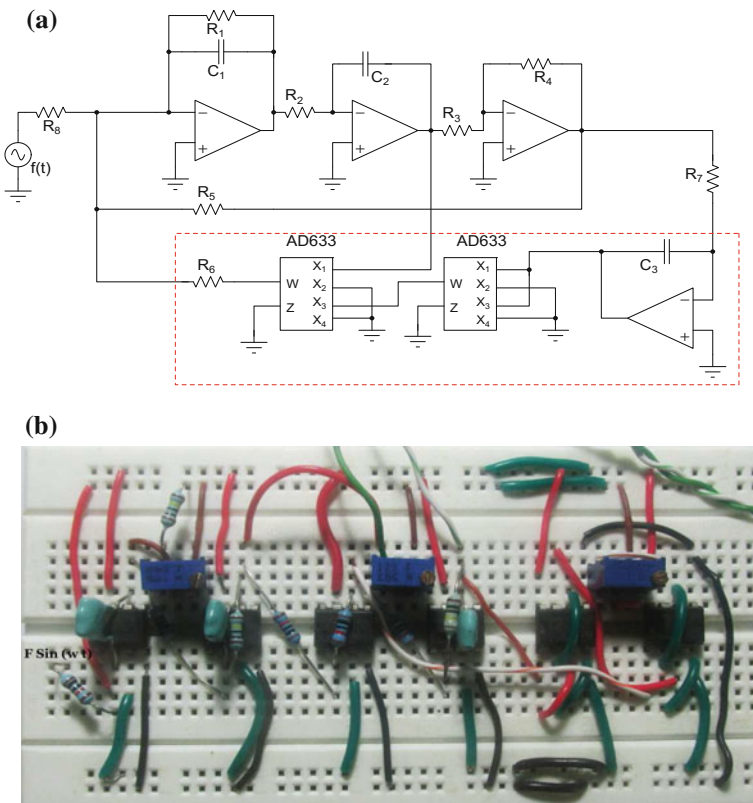 (a)
R1
C1
R2
C2
R3
R4
R8
f(t)
R7
R5
AD633
AD633
R6
W
Z
X1
X2
X3
X4
W
Z
X1
X2
X3
X4
C3
(b)
F Sin (w t)